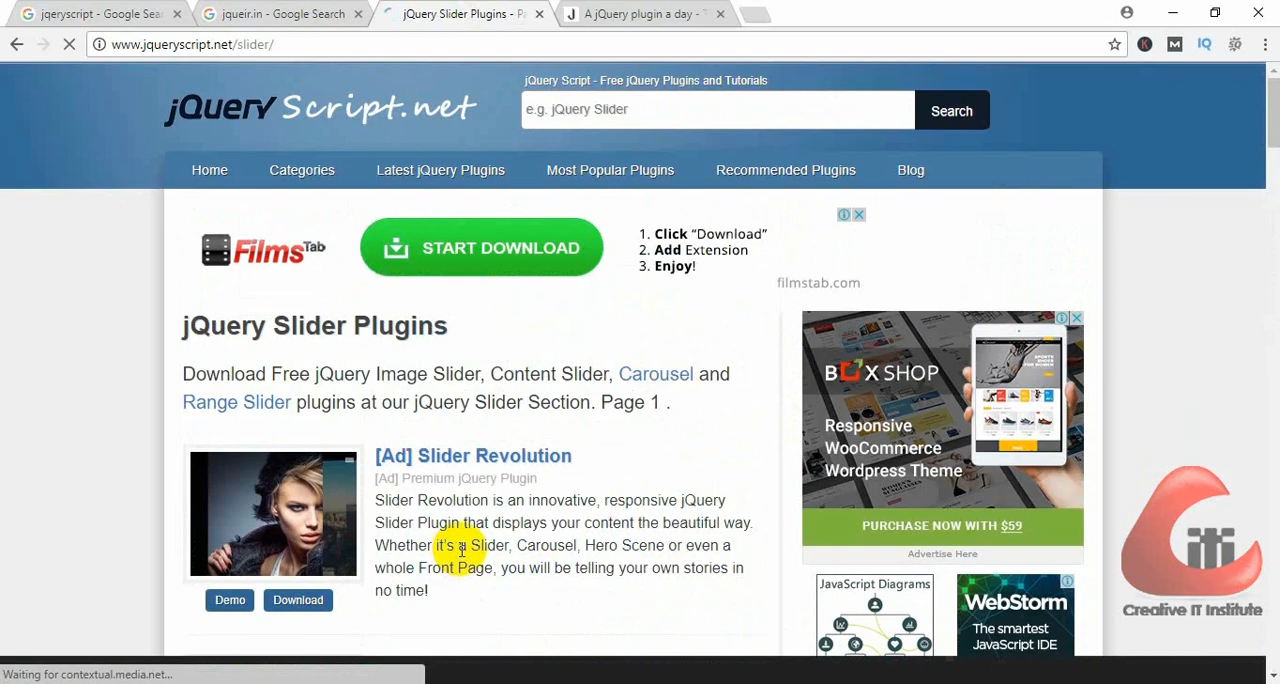 jqeryscript - Google Sea
jqueir.in - Google Search
jQuery Slider Plugins - Pa
A jQuery plugin a day - T
www.jqueryscript.net/slider/
jQuery Script.net
jQuery Script - Free jQuery Plugins and Tutorials
e.g. jQuery Slider
Search
Home
Categories
Latest jQuery Plugins
Most Popular Plugins
Recommended Plugins
Blog
FilmsTab
START DOWNLOAD
1. Click “Download”
2. Add Extension
3. Enjoy!
filmstab.com
jQuery Slider Plugins
Download Free jQuery Image Slider, Content Slider, Carousel and
Range Slider plugin at our jQuery Slider Section. Page 1 .
[Ad] Slider Revolution
[Ad] Premium jQuery Plugin
Slider Revolution is an innovative, responsive jQuery
Slider Plugin that displays your content the beautiful way.
Whether it's a Slider, Carousel, Hero Scene or even a
whole Front Page, you will be telling your own stories in
no time!
Demo
Download
BOX SHOP
Responsive
WooCommerce
Wordpress Theme
PURCHASE NOW WITH $59
Advertise Here
JavaScript Diagrams
WebStorm
The smartest
JavaScript IDE
Creative IT Institute
Waiting for contextual.media.net...